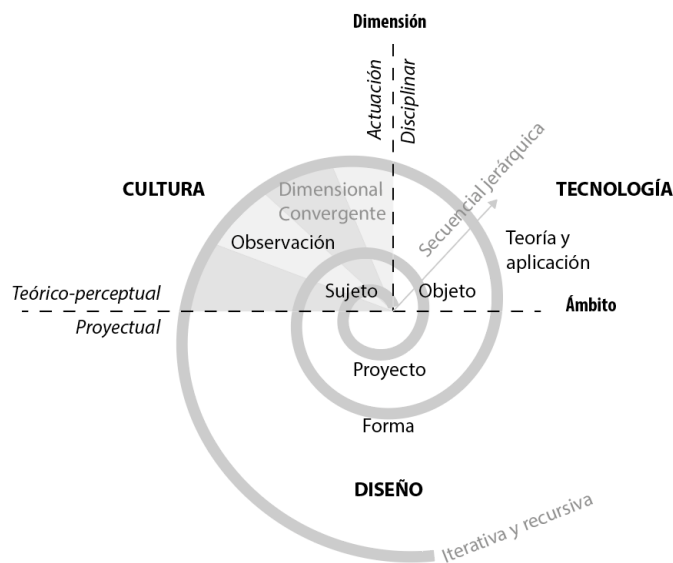 Dimensión
Actuación
Disciplinar
CULTURA
Dimensional
Convergente
Secuencial jerárquica
TECNOLOGÍA
Observación
Teoría y
aplicación
Teórico-perceptual
Sujeto
Objeto
Ámbito
Proyectual
Proyecto
Forma
DISEÑO
Iterativa y recursiva